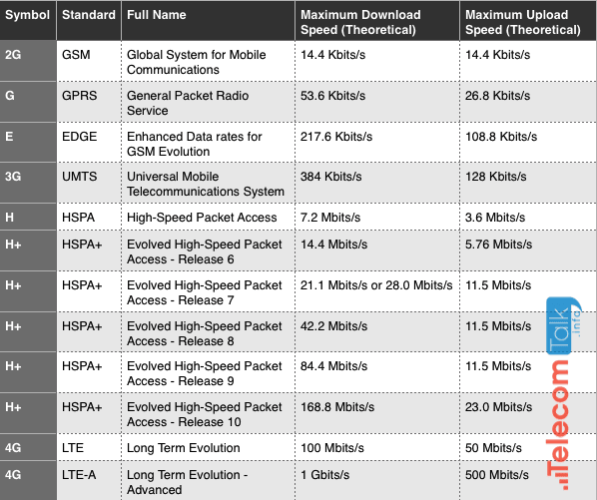 Symbol Standard Full Name Maximum Download Maximum Upload
Speed (Theoretical) Speed (Theoretical)
2G GSM Global System for Mobile 14.4 Kbits/s 14.4 Kbits/s
Communications
G GPRS General Packet Radio 53.6 Kbits/s 26.8 Kbits/s
Service
E EDGE Enhanced Data rates for 217.6 Kbits/s 108.8 Kbits/s
GSM Evolution
3G UMTS Universal Mobile 384 Kbits/s 128 Kbits/s
Telecommunications System
H HSPA High-Speed Packet Access 7.2 Mbits/s 3.6 Mbits/s
H+ HSPA+ Evolved High-Speed Packet 14.4 Mbits/s 5.76 Mbits/s
Access - Release 6
H+ HSPA+ Evolved High-Speed Packet 21.1 Mbits/s or 28.0 Mbits/s 11.5 Mbits/s
Access - Release 7
H+ HSPA+ Evolved High-Speed Packet 42.2 Mbits/s 11.5 Mbits/s
Access - Release 8
H+ HSPA+ Evolved High-Speed Packet 84.4 Mbits/s 11.5 Mbits/s
Access - Release 9
H+ HSPA+ Evolved High-Speed Packet 168.8 Mbits/s 23.0 Mbits/s
Access - Release 10
4G LTE Long Term Evolution 100 Mbits/s 50 Mbits/s
4G LTE-A Long Term Evolution - 1 Gbits/s 500 Mbits/s
Advanced
TelecomTalk
.info